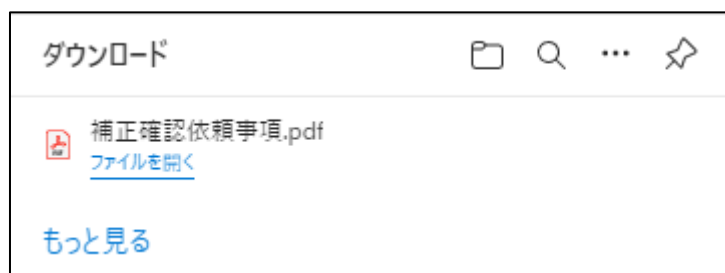 ダウンロード
補正確認依頼事項.pdf
ファイルを開く
もっと見る